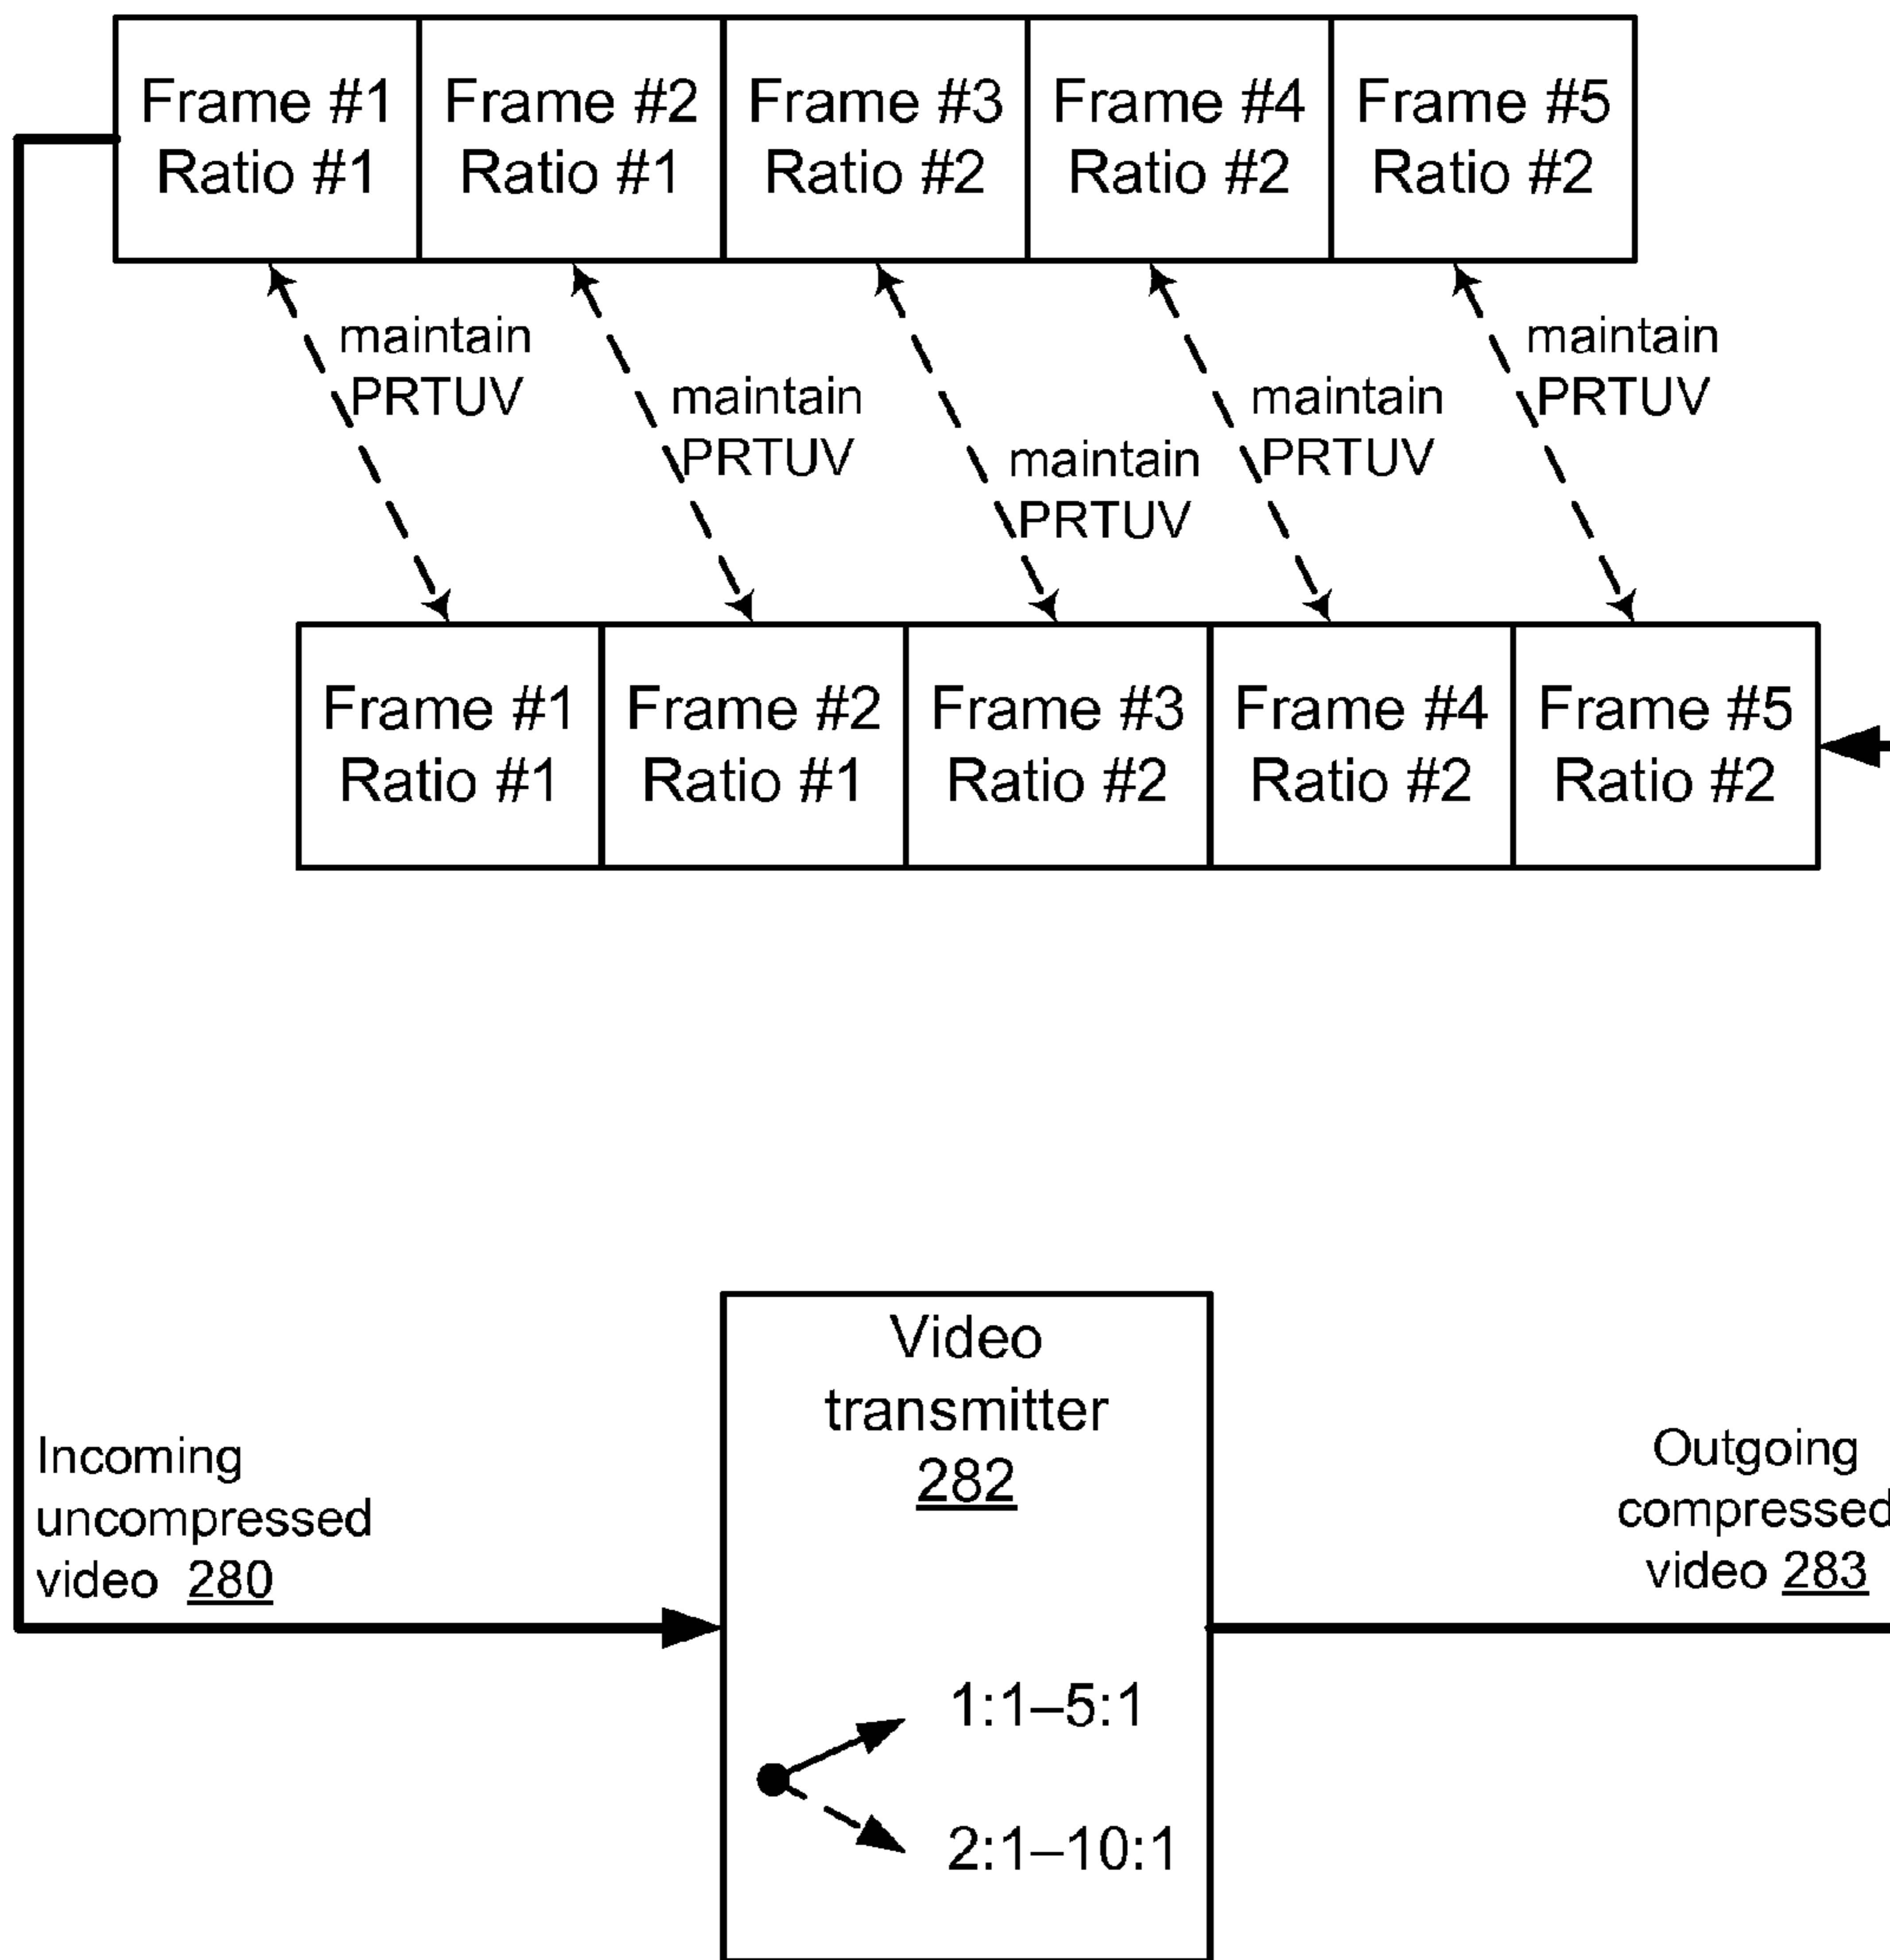 Frame #1 Frame #2 Frame #3 Frame #4 Frame #5
Ratio #1 Ratio #1 Ratio #2 Ratio #2 Ratio #2
maintain
PRTUV
maintain
PRTUV
maintain
PRTUV
maintain
PRTUV
maintain
PRTUV
Frame #1 Frame #2 Frame #3 Frame #4 Frame #5
Ratio #1 Ratio #1 Ratio #2 Ratio #2 Ratio #2
Video
transmitter
282
Incoming
uncompressed
video 280
Outgoing
compressed
video 283
1:1–5:1
2:1–10:1